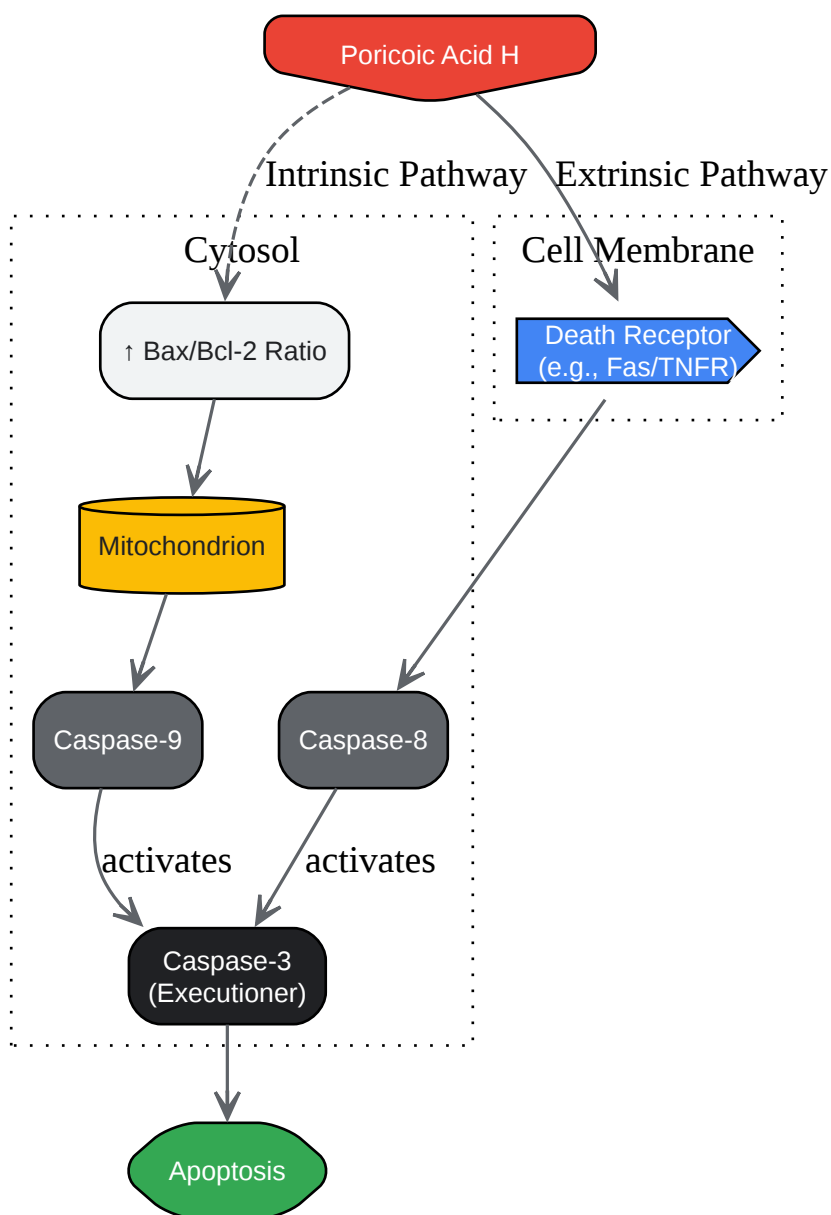 Poricoic Acid H
Intrinsic Pathway
Extrinsic Pathway
Cytosol
Cell Membrane
↑ Bax/Bcl-2 Ratio
Death Receptor
(e.g., Fas/TNFR)
Mitochondrion
Caspase-9
Caspase-8
activates
activates
Caspase-3
(Executioner)
Apoptosis